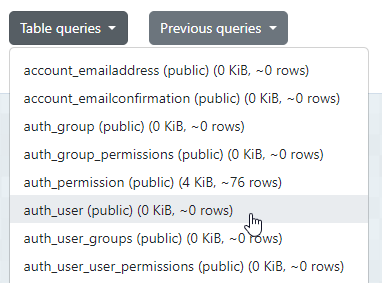 Table queries
Previous queries
account_emailaddress (public) (0 KiB, ~0 rows)
account_emailconfirmation (public) (0 KiB, ~0 rows)
auth_group (public) (0 KiB, ~0 rows)
auth_group_permissions (public) (0 KiB, ~0 rows)
auth_permission (public) (4 KiB, ~76 rows)
auth_user (public) (0 KiB, ~0 rows)
auth_user_groups (public) (0 KiB, ~0 rows)
auth_user_user_permissions (public) (0 KiB, ~0 rows)